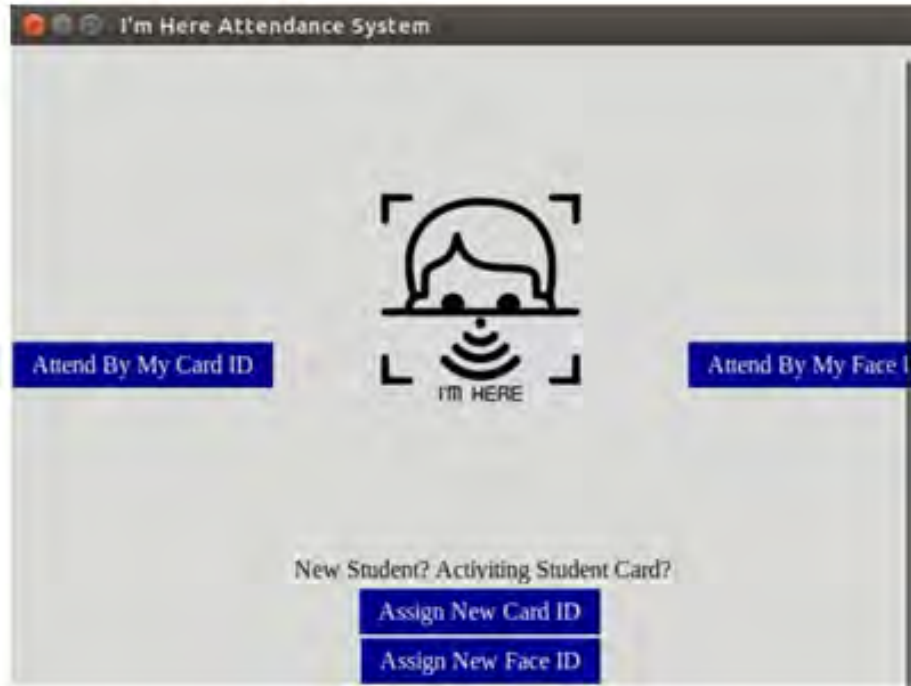 I'm Here Attendance System
I'M HERE
Attend By My Card ID
Attend By My Face
New Student? Activiting Student Card?
Assign New Card ID
Assign New Face ID